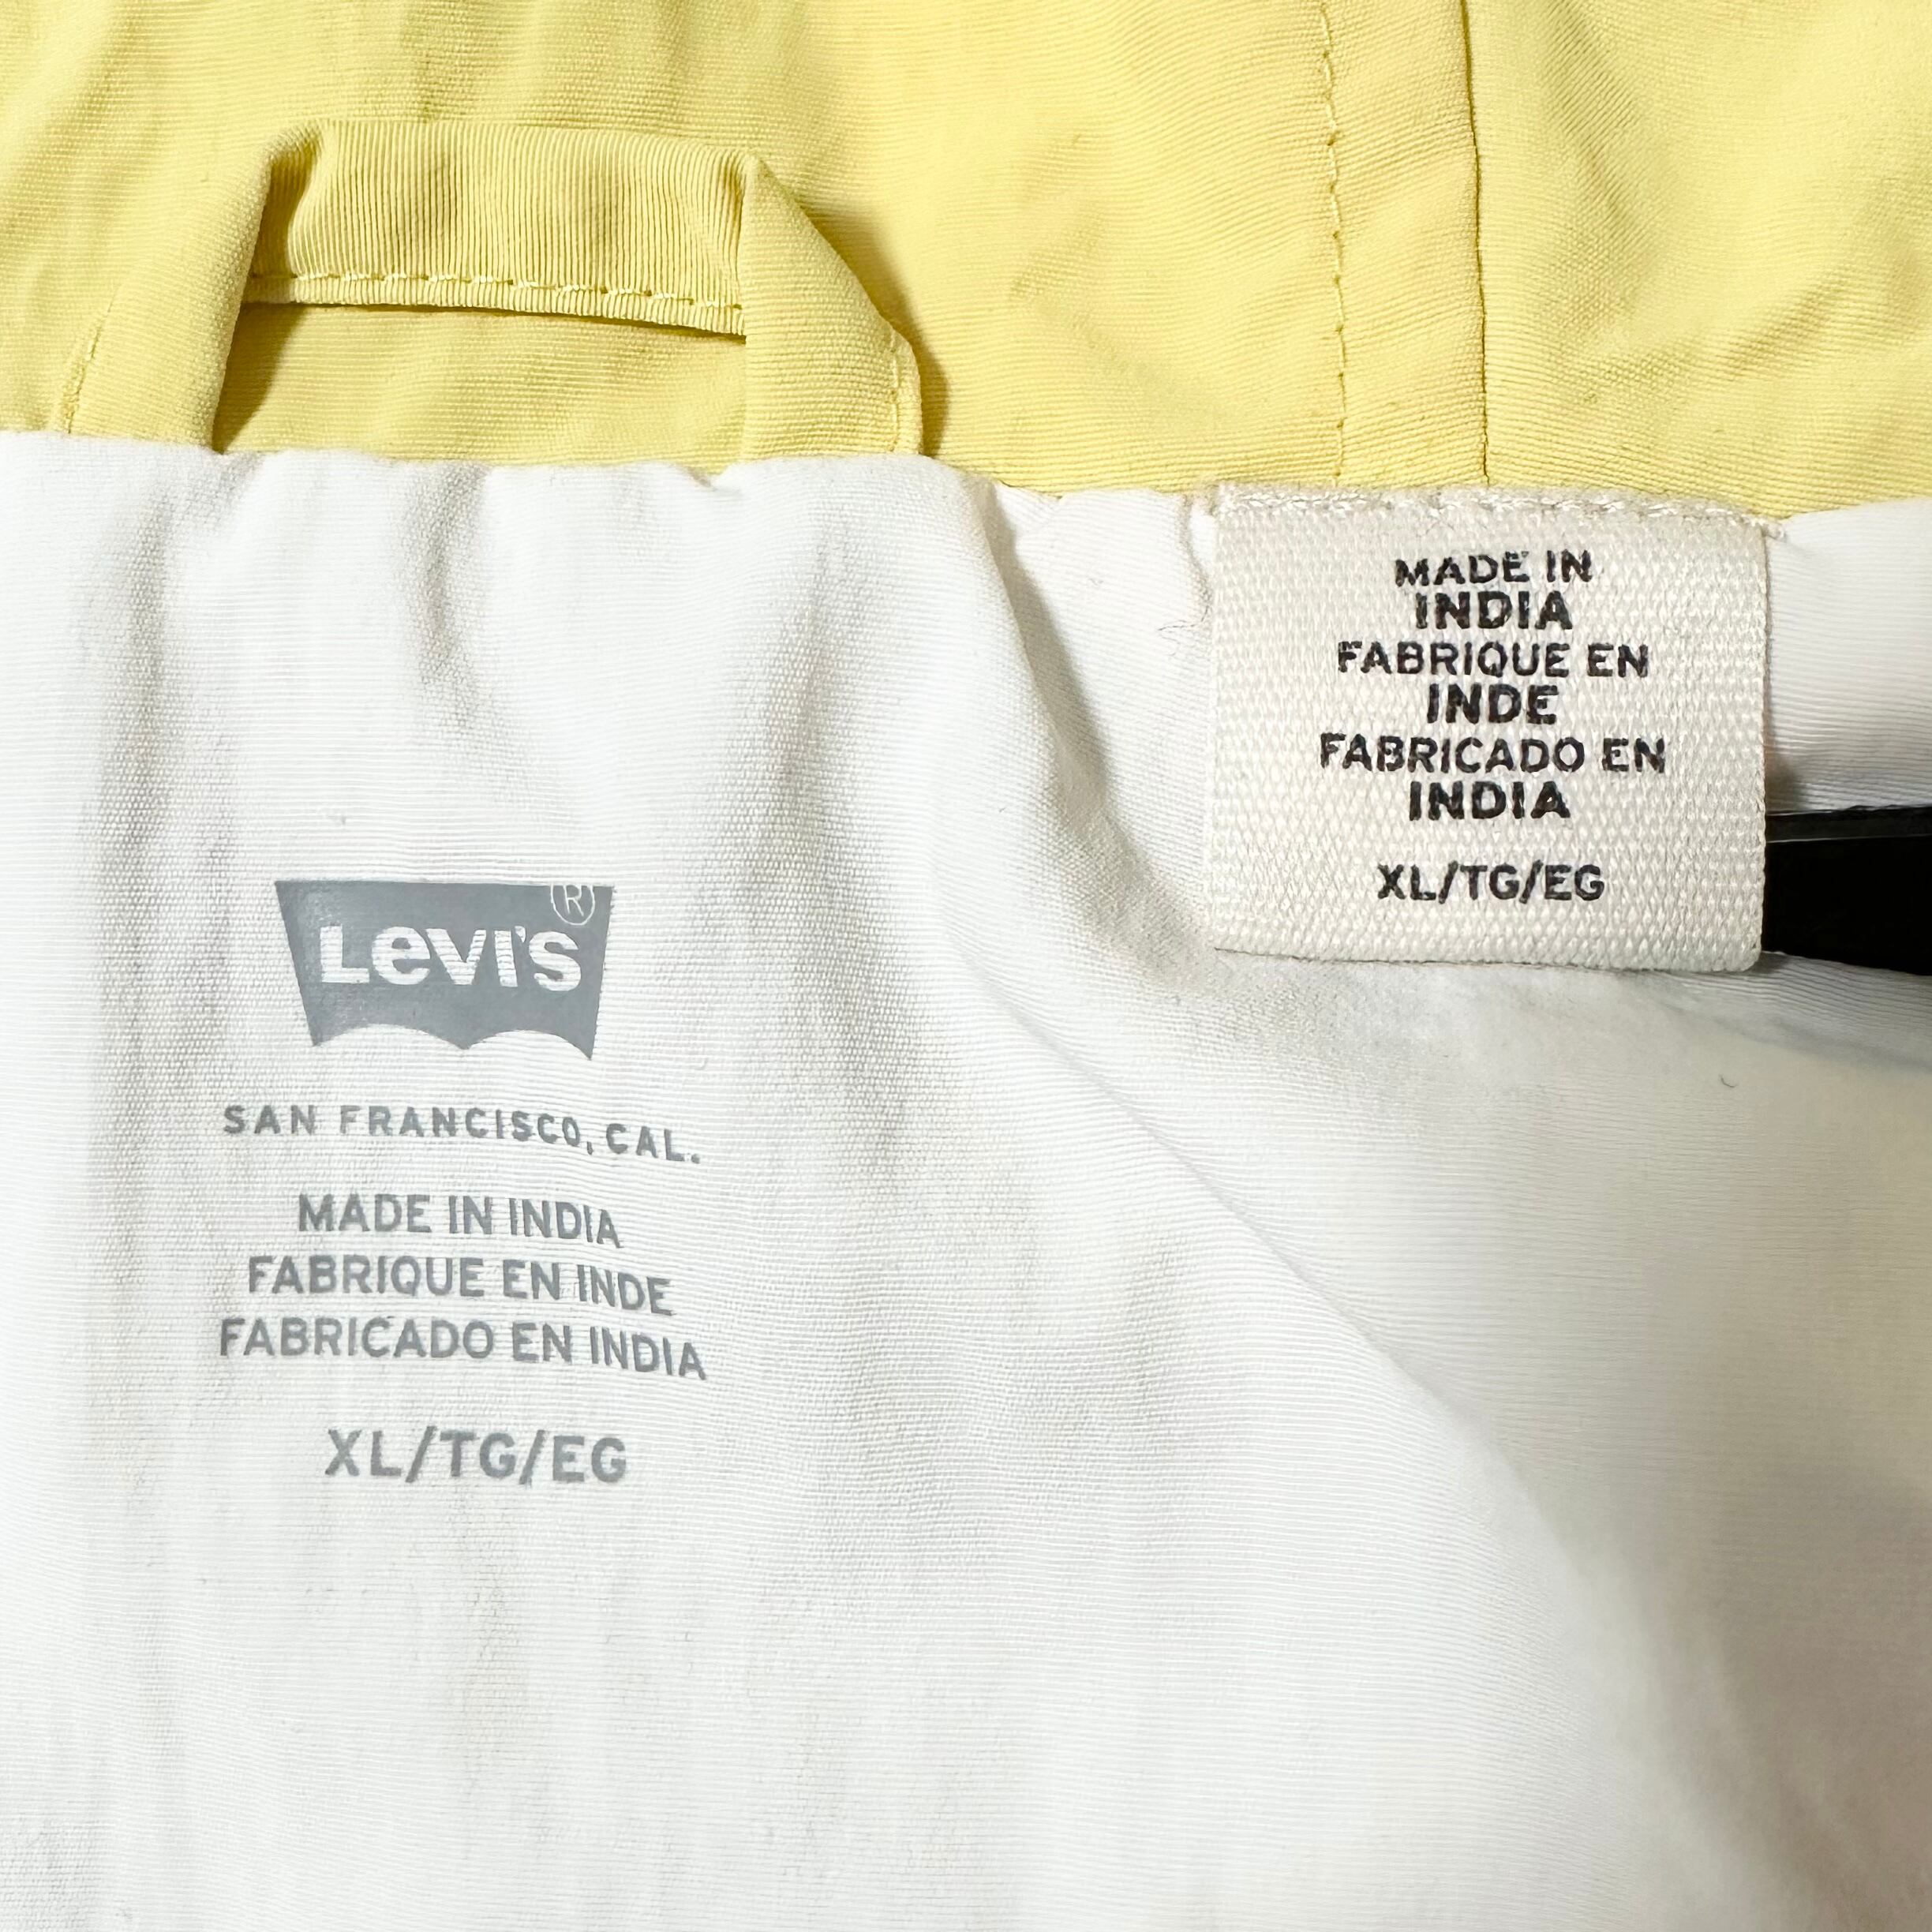 MADE IN
INDIA
FABRIQUE EN
INDE
FABRICADO EN
INDIA
XL/TG/EG
Levi's®
SAN FRANCISCO, CAL.
MADE IN INDIA
FABRIQUE EN INDE
FABRICADO EN INDIA
XL/TG/EG